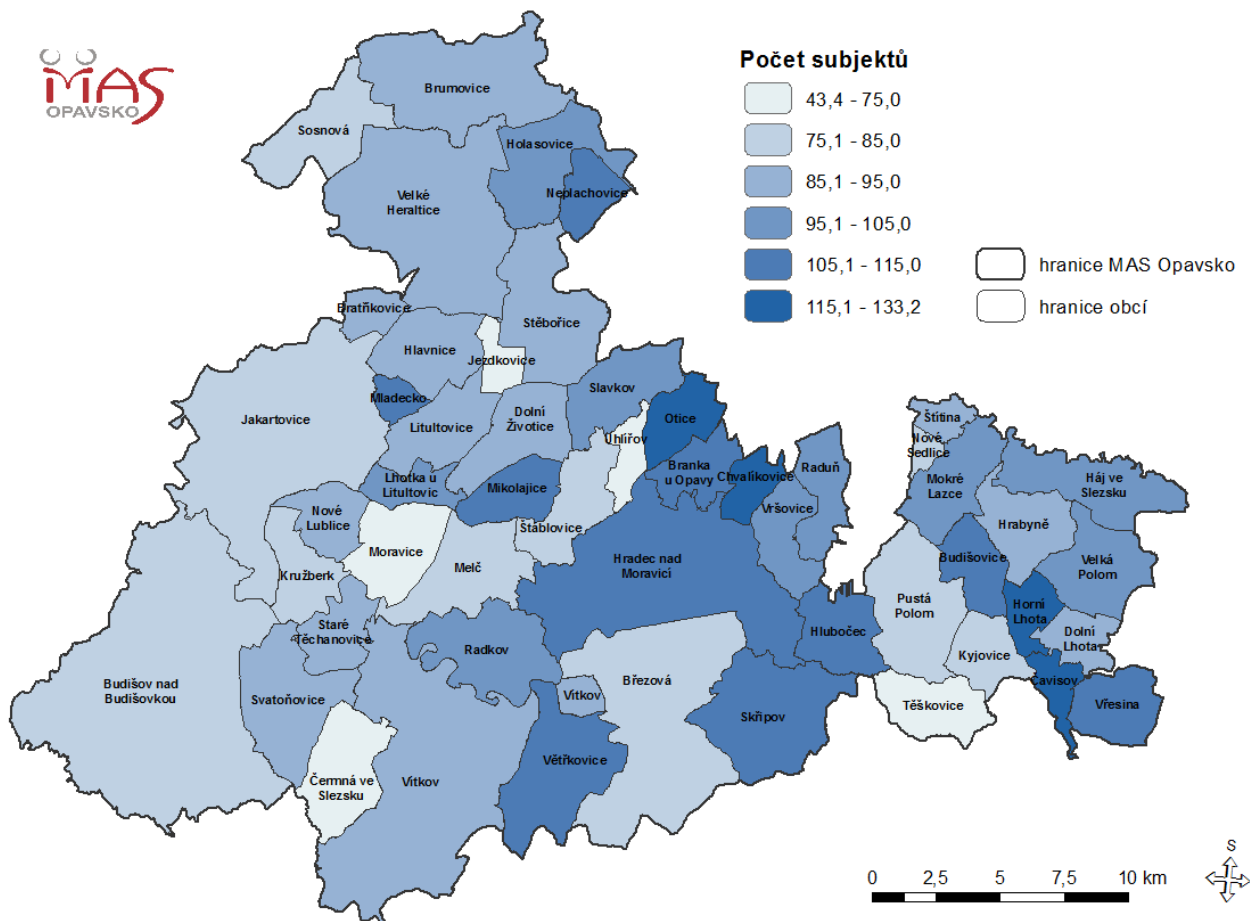 MAS
OPAVSKO
Počet subjektů
43,4 - 75,0
75,1 - 85,0
85,1 - 95,0
95,1 - 105,0
105,1 - 115,0
115,1 - 133,2
hranice MAS Opavsko
hranice obcí
Brumovice
Sosnová
Holasovice
Neplachovice
Velké
Heraltice
Bratříkovice
Stěbořice
Hlavnice
Jezdkovice
Mladecko
Slavkov
Jakartovice
Litultovice
Dolní
Životice
Otice
Uhlířov
Štítina
Nové
Sedlice
Lhotka u
Litultovic
Mikolajice
Branka
u Opavy
Chvalíkovice
Raduň
Mokré
Lazce
Háj ve
Slezsku
Nové
Lublice
Štáblovice
Vršovice
Hrabyně
Moravice
Melč
Hradec nad
Moravicí
Budišovice
Velká
Polom
Kružberk
Pustá
Polom
Horní
Lhota
Staré
Těchanovice
Radkov
Hlubočec
Dolní
Lhota
Kyjovice
Budišov nad
Budišovkou
Svatoňovice
Vítkov
Březová
Čavisov
Těškovice
Vřesina
Skřipov
Čermná ve
Slezsku
Vítkov
Větřkovice
S
0 2,5 5 7,5 10 km